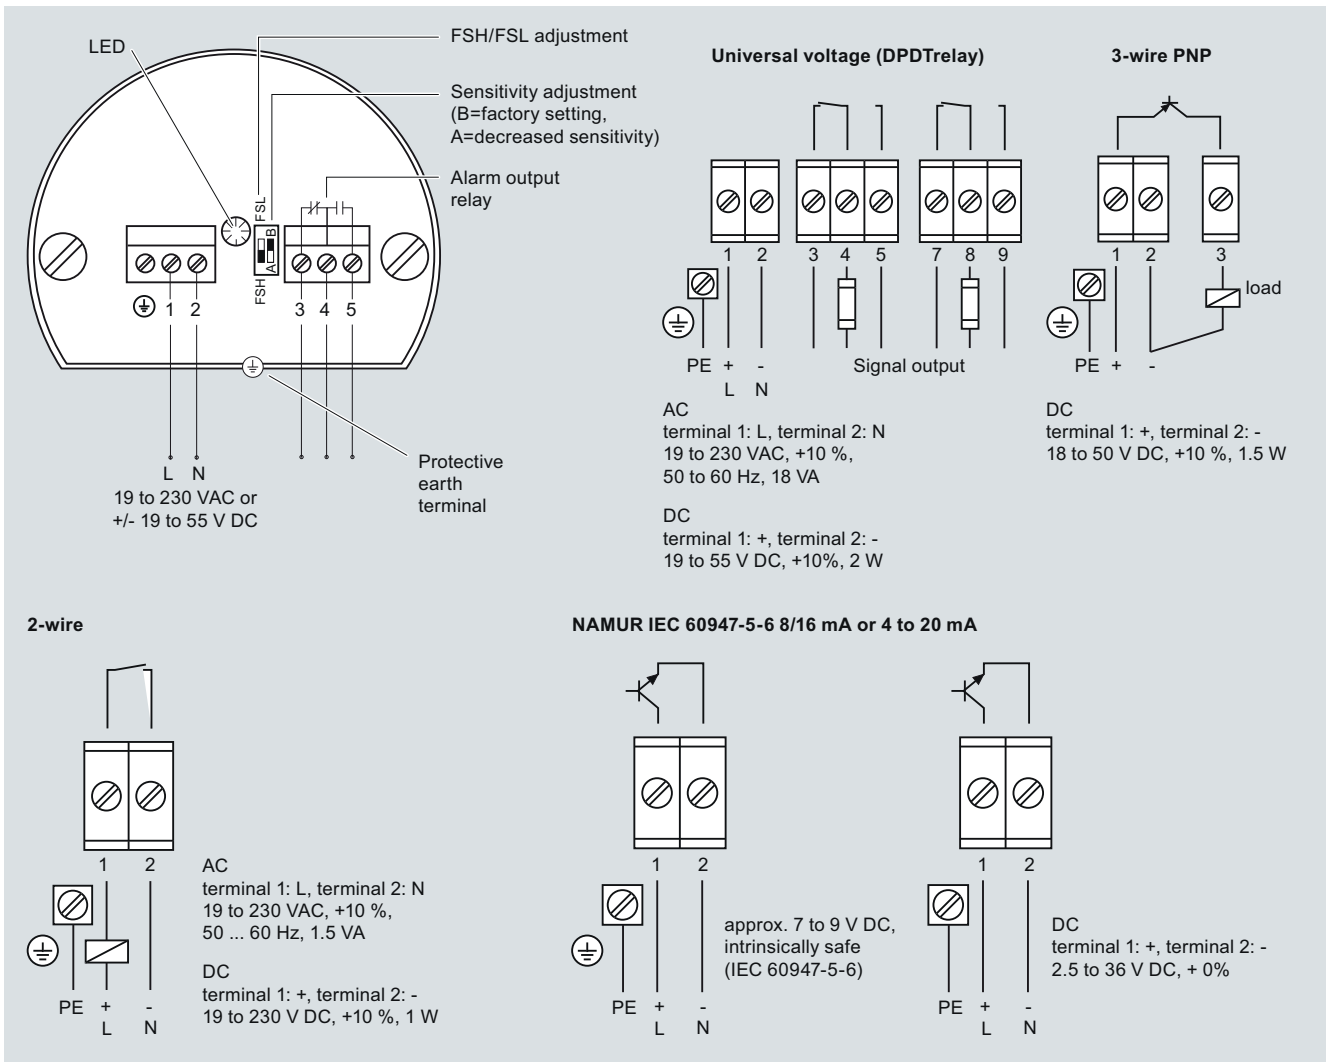 LED
FSH/FSL adjustment
Sensitivity adjustment
(B=factory setting,
A=decreased sensitivity)
Alarm output
relay
FSL
B
A
FSH
1 2
3 4 5
L N
19 to 230 VAC or
+/- 19 to 55 V DC
Protective
earth
terminal
Universal voltage (DPDTrelay)
1 2 3 4 5 7 8 9
PE + -
L N
Signal output
AC
terminal 1: L, terminal 2: N
19 to 230 VAC, +10 %,
50 to 60 Hz, 18 VA
DC
terminal 1: +, terminal 2: -
19 to 55 V DC, +10%, 2 W
3-wire PNP
1 2 3
load
PE + -
DC
terminal 1: +, terminal 2: -
18 to 50 V DC, +10 %, 1.5 W
2-wire
1 2
PE + -
L N
AC
terminal 1: L, terminal 2: N
19 to 230 VAC, +10 %,
50 ... 60 Hz, 1.5 VA
DC
terminal 1: +, terminal 2: -
19 to 230 V DC, +10 %, 1 W
NAMUR IEC 60947-5-6 8/16 mA or 4 to 20 mA
1 2
PE + -
L N
approx. 7 to 9 V DC,
intrinsically safe
(IEC 60947-5-6)
1 2
PE + -
L N
DC
terminal 1: +, terminal 2: -
2.5 to 36 V DC, + 0%